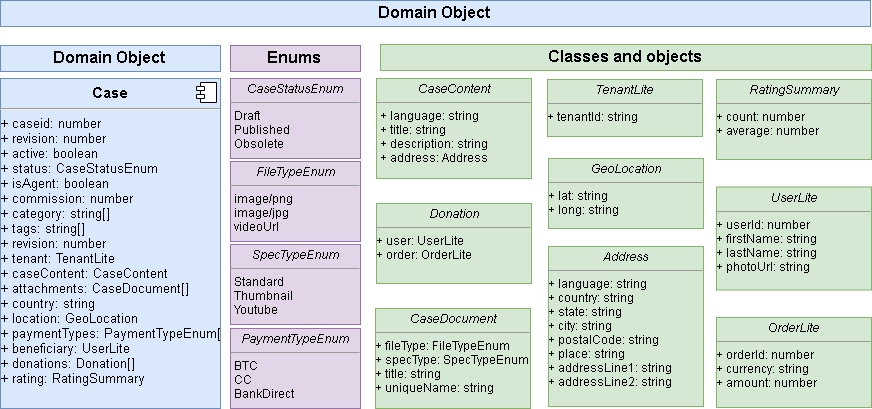 Domain Object
Domain Object
Case
+ caseid: number
+ revision: number
+ active: boolean
+ status: CaseStatusEnum
+ isAgent: boolean
+ commission: number
+ category: string[]
+ tags: string[]
+ revision: number
+ tenant: TenantLite
+ caseContent: CaseContent
+ attachments: CaseDocument[]
+ country: string
+ location: GeoLocation
+ paymentTypes: PaymentTypeEnum[
+ beneficiary: UserLite
+ donations: Donation[]
+ rating: RatingSummary
Enums
CaseStatusEnum
Draft
Published
Obsolete
FileTypeEnum
image/png
image/jpg
videoUrl
SpecTypeEnum
Standard
Thumbnail
Youtube
PaymentTypeEnum
BTC
CC
BankDirect
Classes and objects
CaseContent
+ language: string
+ title: string
+ description: string
+ address: Address
Donation
+ user: UserLite
+ order: OrderLite
CaseDocument
+ fileType: FileTypeEnum
+ specType: SpecTypeEnum
+ title: string
+ uniqueName: string
TenantLite
+ tenantId: string
GeoLocation
+ lat: string
+ long: string
Address
+ language: string
+ country: string
+ state: string
+ city: string
+ postalCode: string
+ place: string
+ addressLine1: string
+ addressLine2: string
RatingSummary
+ count: number
+ average: number
UserLite
+ userId: number
+ firstName: string
+ lastName: string
+ photoUrl: string
OrderLite
+ orderId: number
+ currency: string
+ amount: number